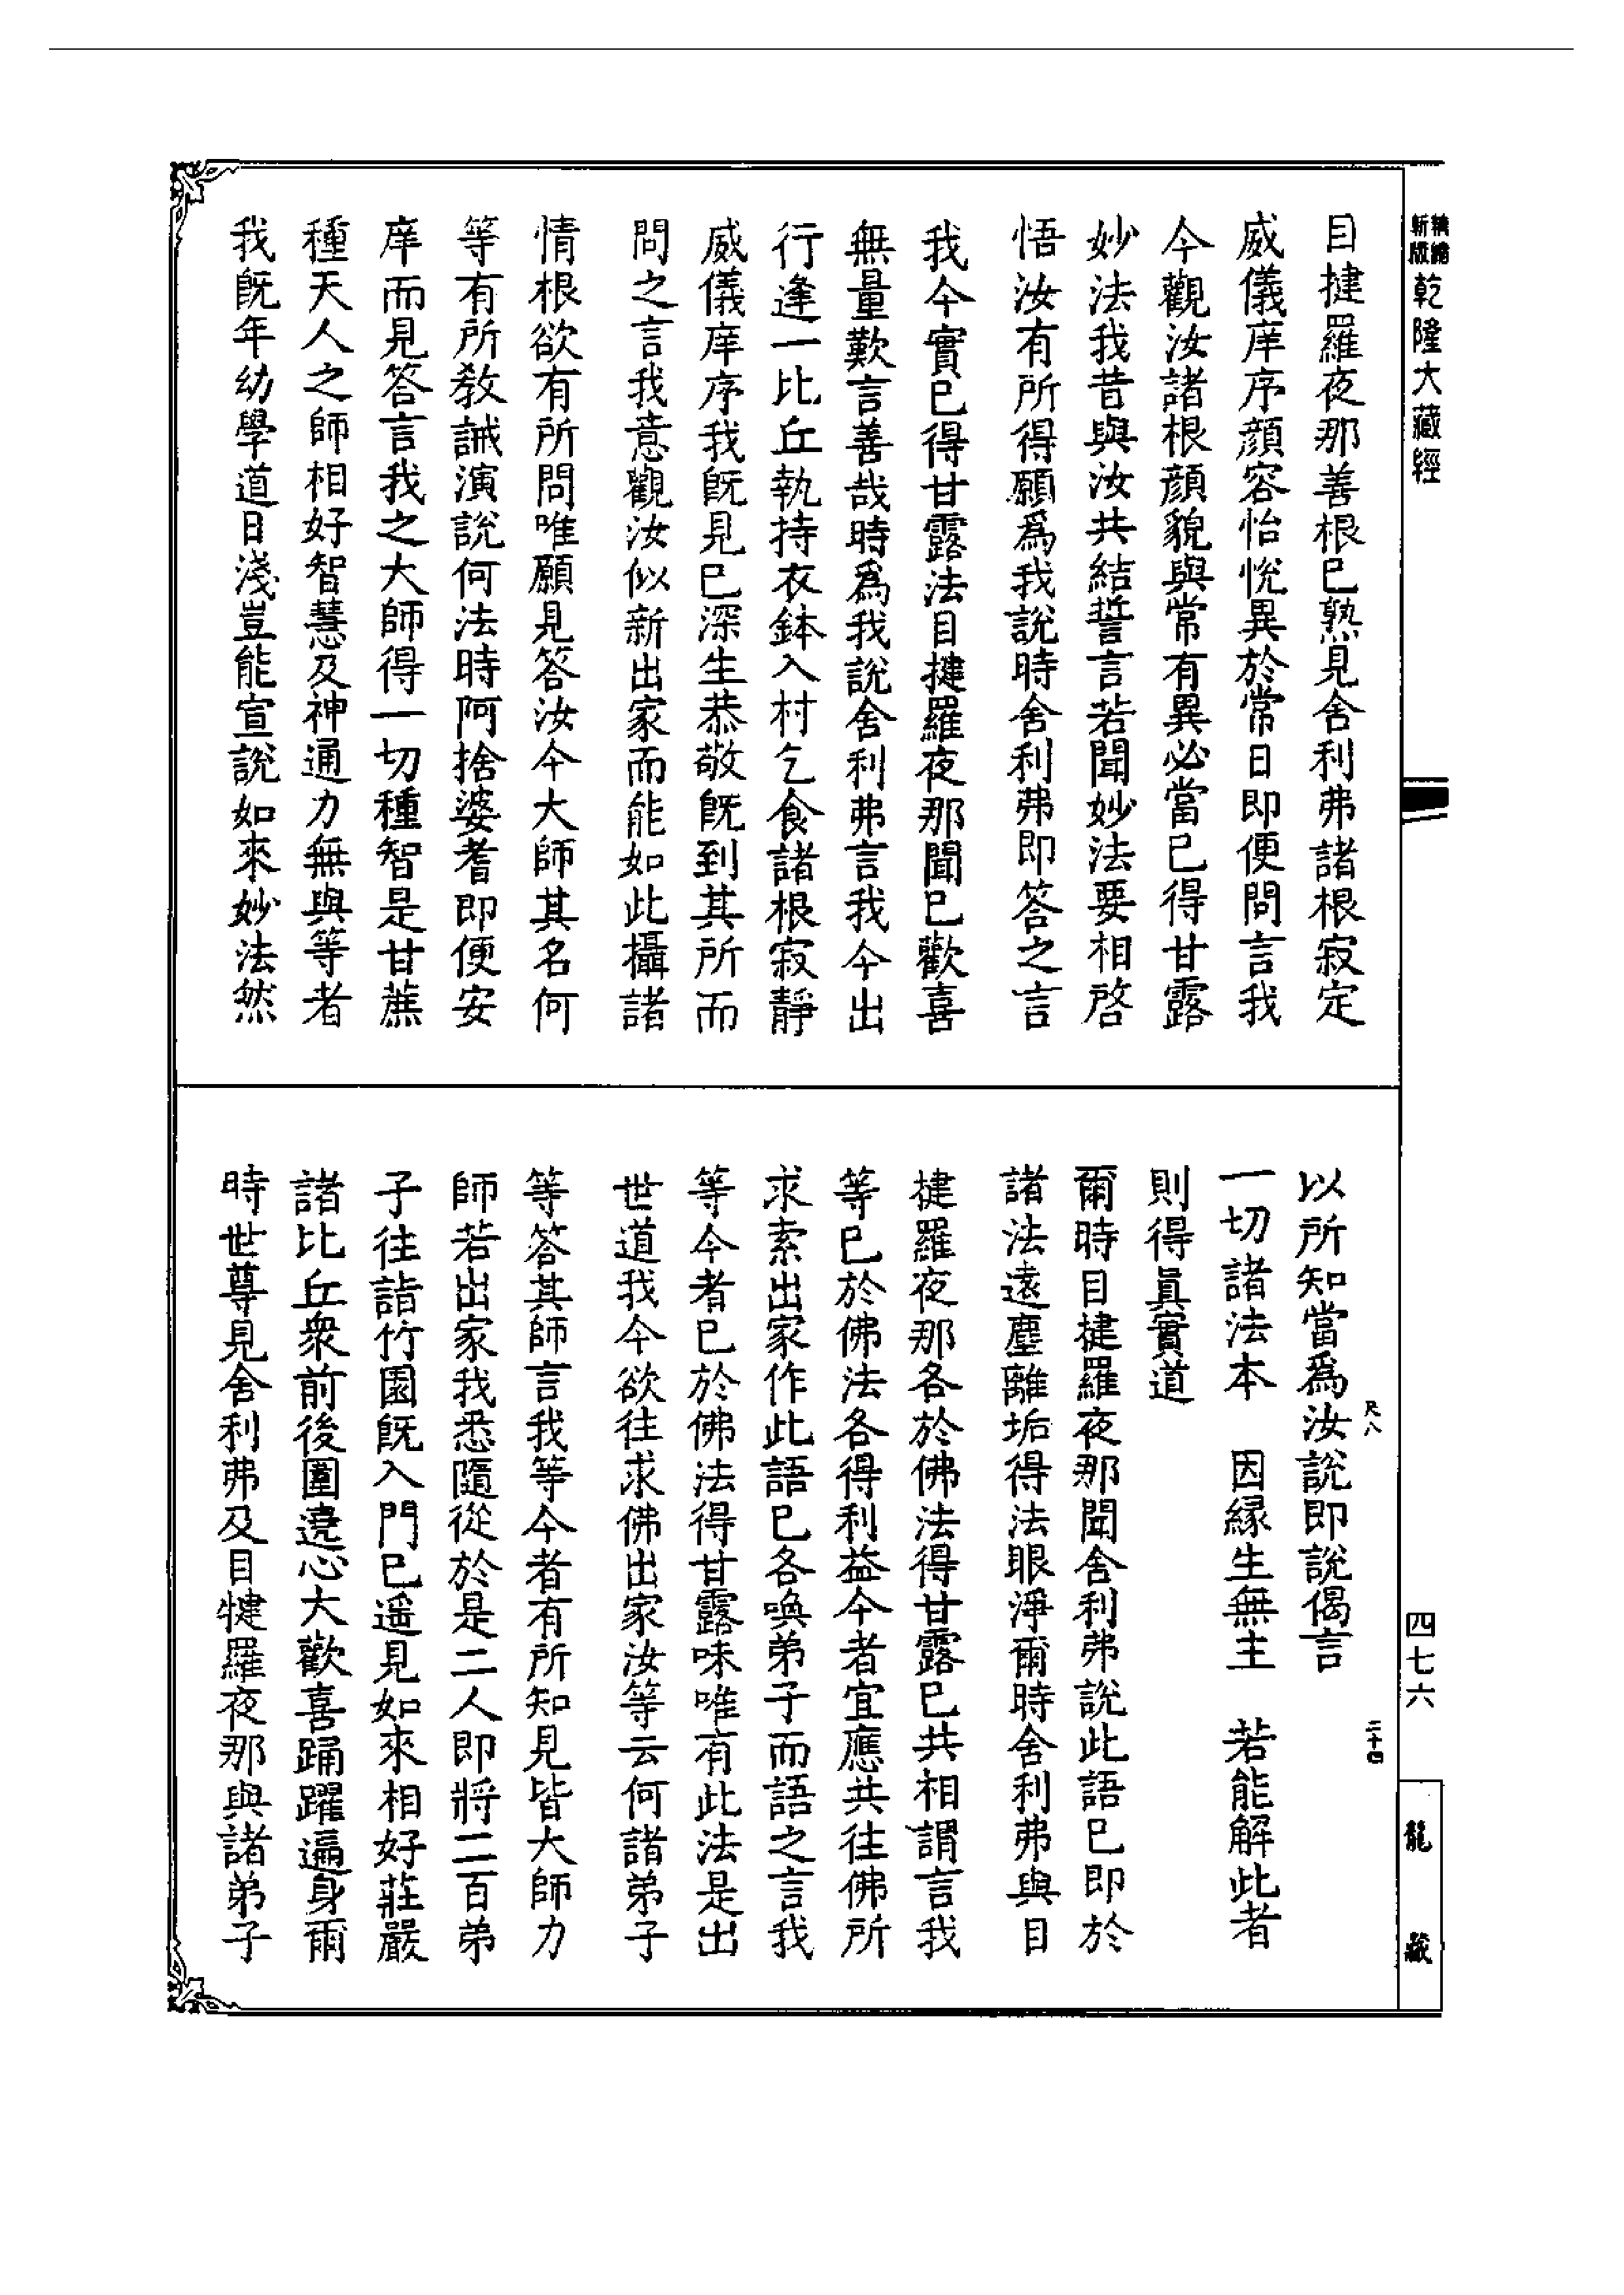 精繡
新版
乾隆大藏經
目揵羅夜那善根已熟見舍利弗諸根寂定
威儀庠序顏容怡悅異於常日即便問言我
今觀汝諸根顏貌與常有異必當已得甘露
妙法我昔與汝共結誓言若聞妙法要相啓
悟汝有所得願爲我說時舍利弗即答之言
我今實已得甘露法目揵羅夜那聞已歡喜
無量歎言善哉時爲我說舍利弗言我今出
行逢一比丘執持衣鉢入村乞食諸根寂靜
威儀庠序我旣見已深生恭敬旣到其所而
問之言我意觀汝似新出家而能如此攝諸
情根欲有所問唯願見答汝今大師其名何
等有所教誡演說何法時阿捨婆耆即便安
庠而見答言我之大師得一切種智是甘蔗
種天人之師相好智慧及神通力無與等者
我旣年幼學道日淺豈能宣說如來妙法然
以所知當爲汝說即說偈言
一切諸法本　因緣生無主　若能解此者
則得眞實道
爾時目揵羅夜那聞舍利弗說此語已即於
諸法遠塵離垢得法眼淨爾時舍利弗與目
揵羅夜那各於佛法得甘露已共相謂言我
等已於佛法各得利益今者宜應共往佛所
求索出家作此語已各喚弟子而語之言我
等今者已於佛法得甘露味唯有此法是出
世道我今欲往求佛出家汝等云何諸弟子
等答其師言我等今者有所知見皆大師力
師若出家我悉隨從於是二人即將二百弟
子往詣竹園旣入門已遥見如來相好莊嚴
諸比丘衆前後圍遶心大歡喜踊躍遍身爾
時世尊見舍利弗及目犍羅夜那與諸弟子
尺八
二十四
四七六
龍藏